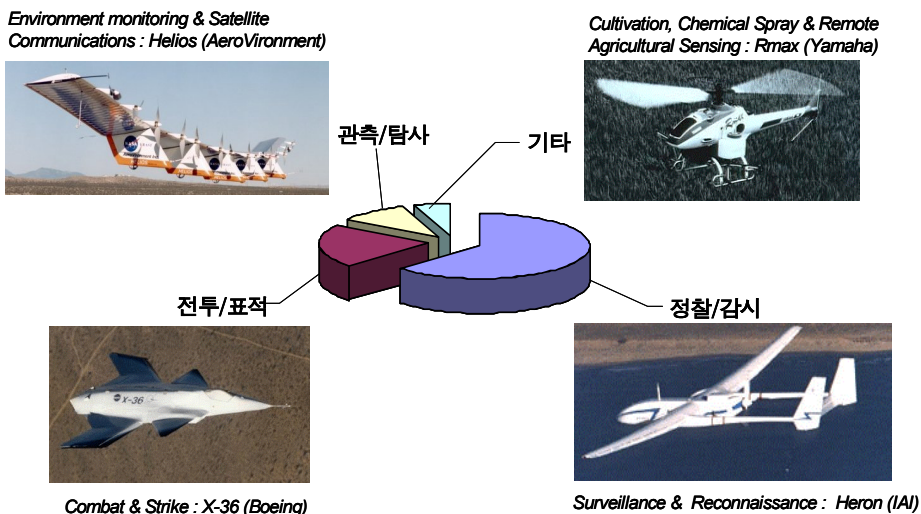 Environment monitoring & Satellite
Communications : Helios (AeroVironment)
Cultivation, Chemical Spray & Remote
Agricultural Sensing : Rmax (Yamaha)
관측/탐사
기타
전투/표적
정찰/감시
X-36
Combat & Strike : X-36 (Boeing)
Surveillance & Reconnaissance : Heron (IAI)